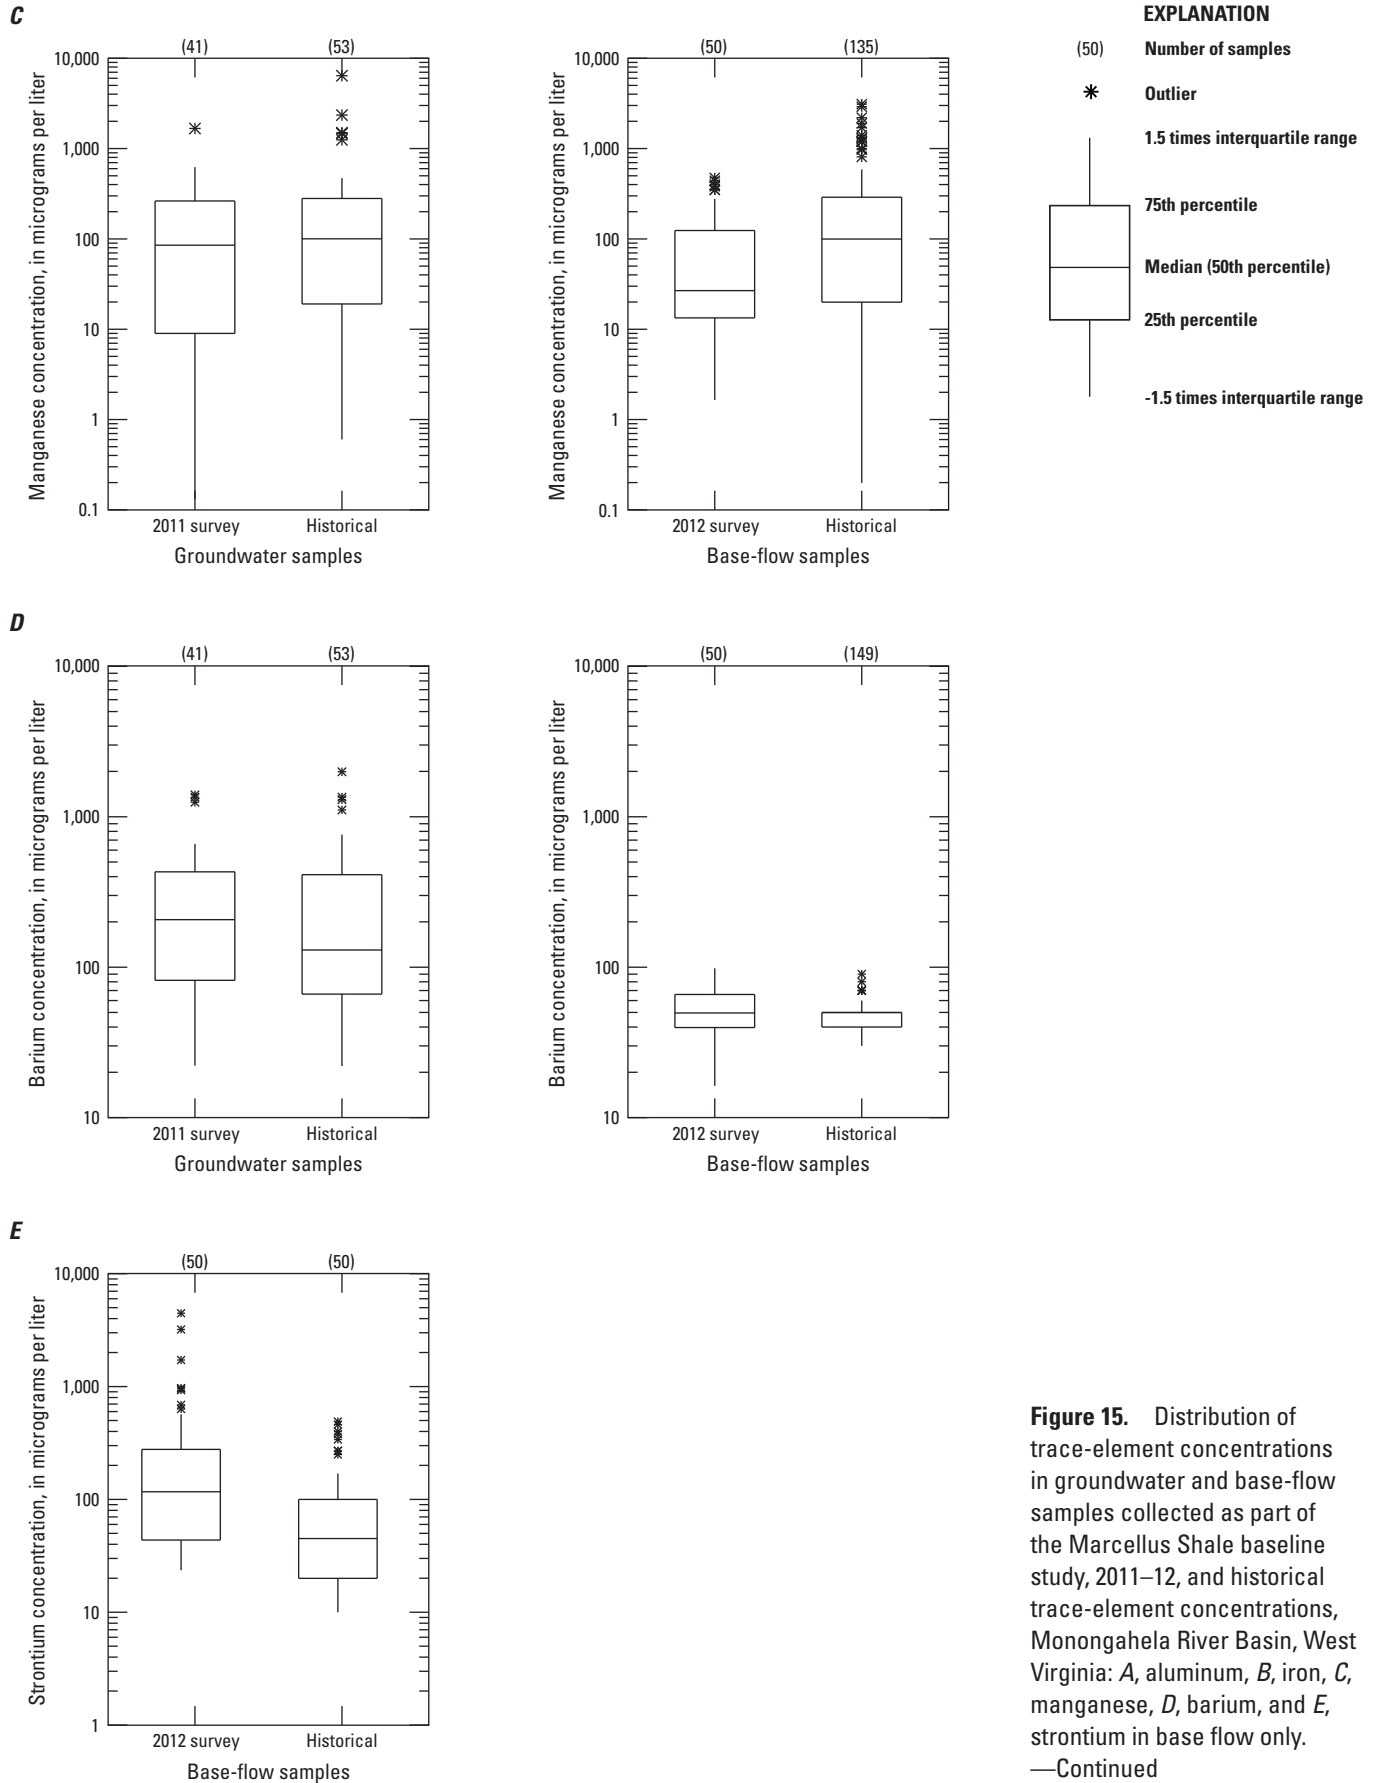 C
(41) (53)
10,000
1,000
100
10
1
0.1
Manganese concentration, in micrograms per liter
2011 survey Historical
Groundwater samples
(50) (135)
10,000
1,000
100
10
1
0.1
Manganese concentration, in micrograms per liter
2012 survey Historical
Base-flow samples
EXPLANATION
(50) Number of samples
Outlier
1.5 times interquartile range
75th percentile
Median (50th percentile)
25th percentile
-1.5 times interquartile range
D
(41) (53)
10,000
1,000
100
10
Barium concentration, in micrograms per liter
2011 survey Historical
Groundwater samples
(50) (149)
10,000
1,000
100
10
Barium concentration, in micrograms per liter
2012 survey Historical
Base-flow samples
E
(50) (50)
10,000
1,000
100
10
1
Strontium concentration, in micrograms per liter
2012 survey Historical
Base-flow samples
Figure 15. Distribution of
trace-element concentrations
in groundwater and base-flow
samples collected as part of
the Marcellus Shale baseline
study, 2011–12, and historical
trace-element concentrations,
Monongahela River Basin, West
Virginia: A, aluminum, B, iron, C,
manganese, D, barium, and E,
strontium in base flow only.
—Continued